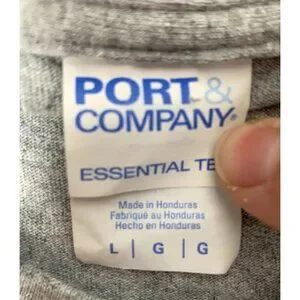 PORT &
COMPANY®
ESSENTIAL TE
Made in Honduras
Fabriqué au Honduras
Hecho en Honduras
L | G | G